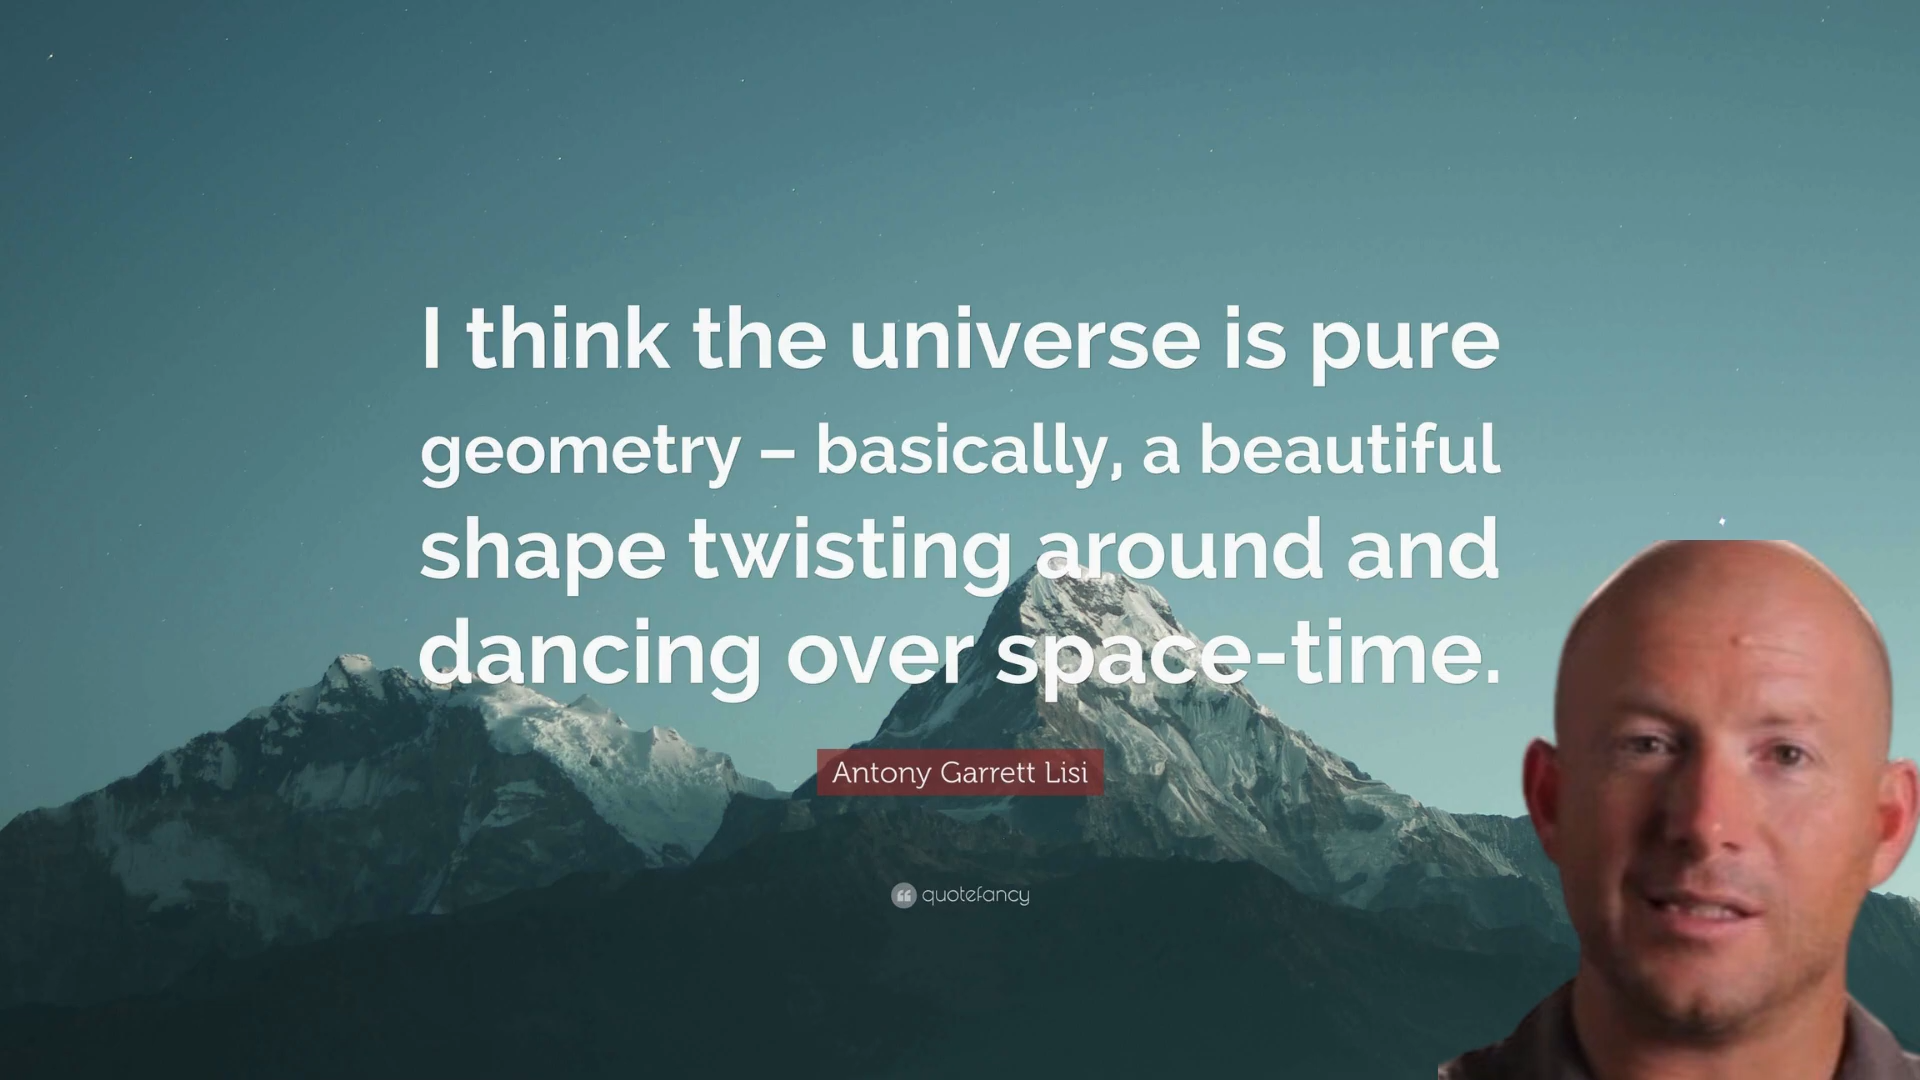 I think the universe is pure
geometry – basically, a beautiful
shape twisting around and
dancing over space-time.
Antony Garrett Lisi
quotefancy